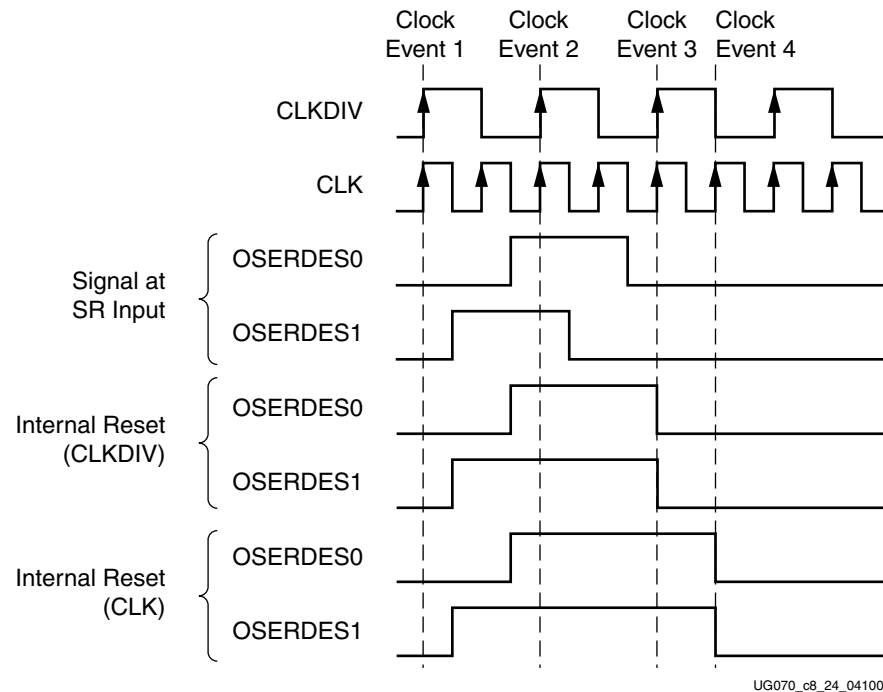 Clock Event 1
Clock Event 2
Clock Event 3
Clock Event 4
CLKDIV
CLK
Signal at
SR Input
OSERDES0
OSERDES1
Internal Reset
(CLKDIV)
OSERDES0
OSERDES1
Internal Reset
(CLK)
OSERDES0
OSERDES1
UG070_c8_24_04100